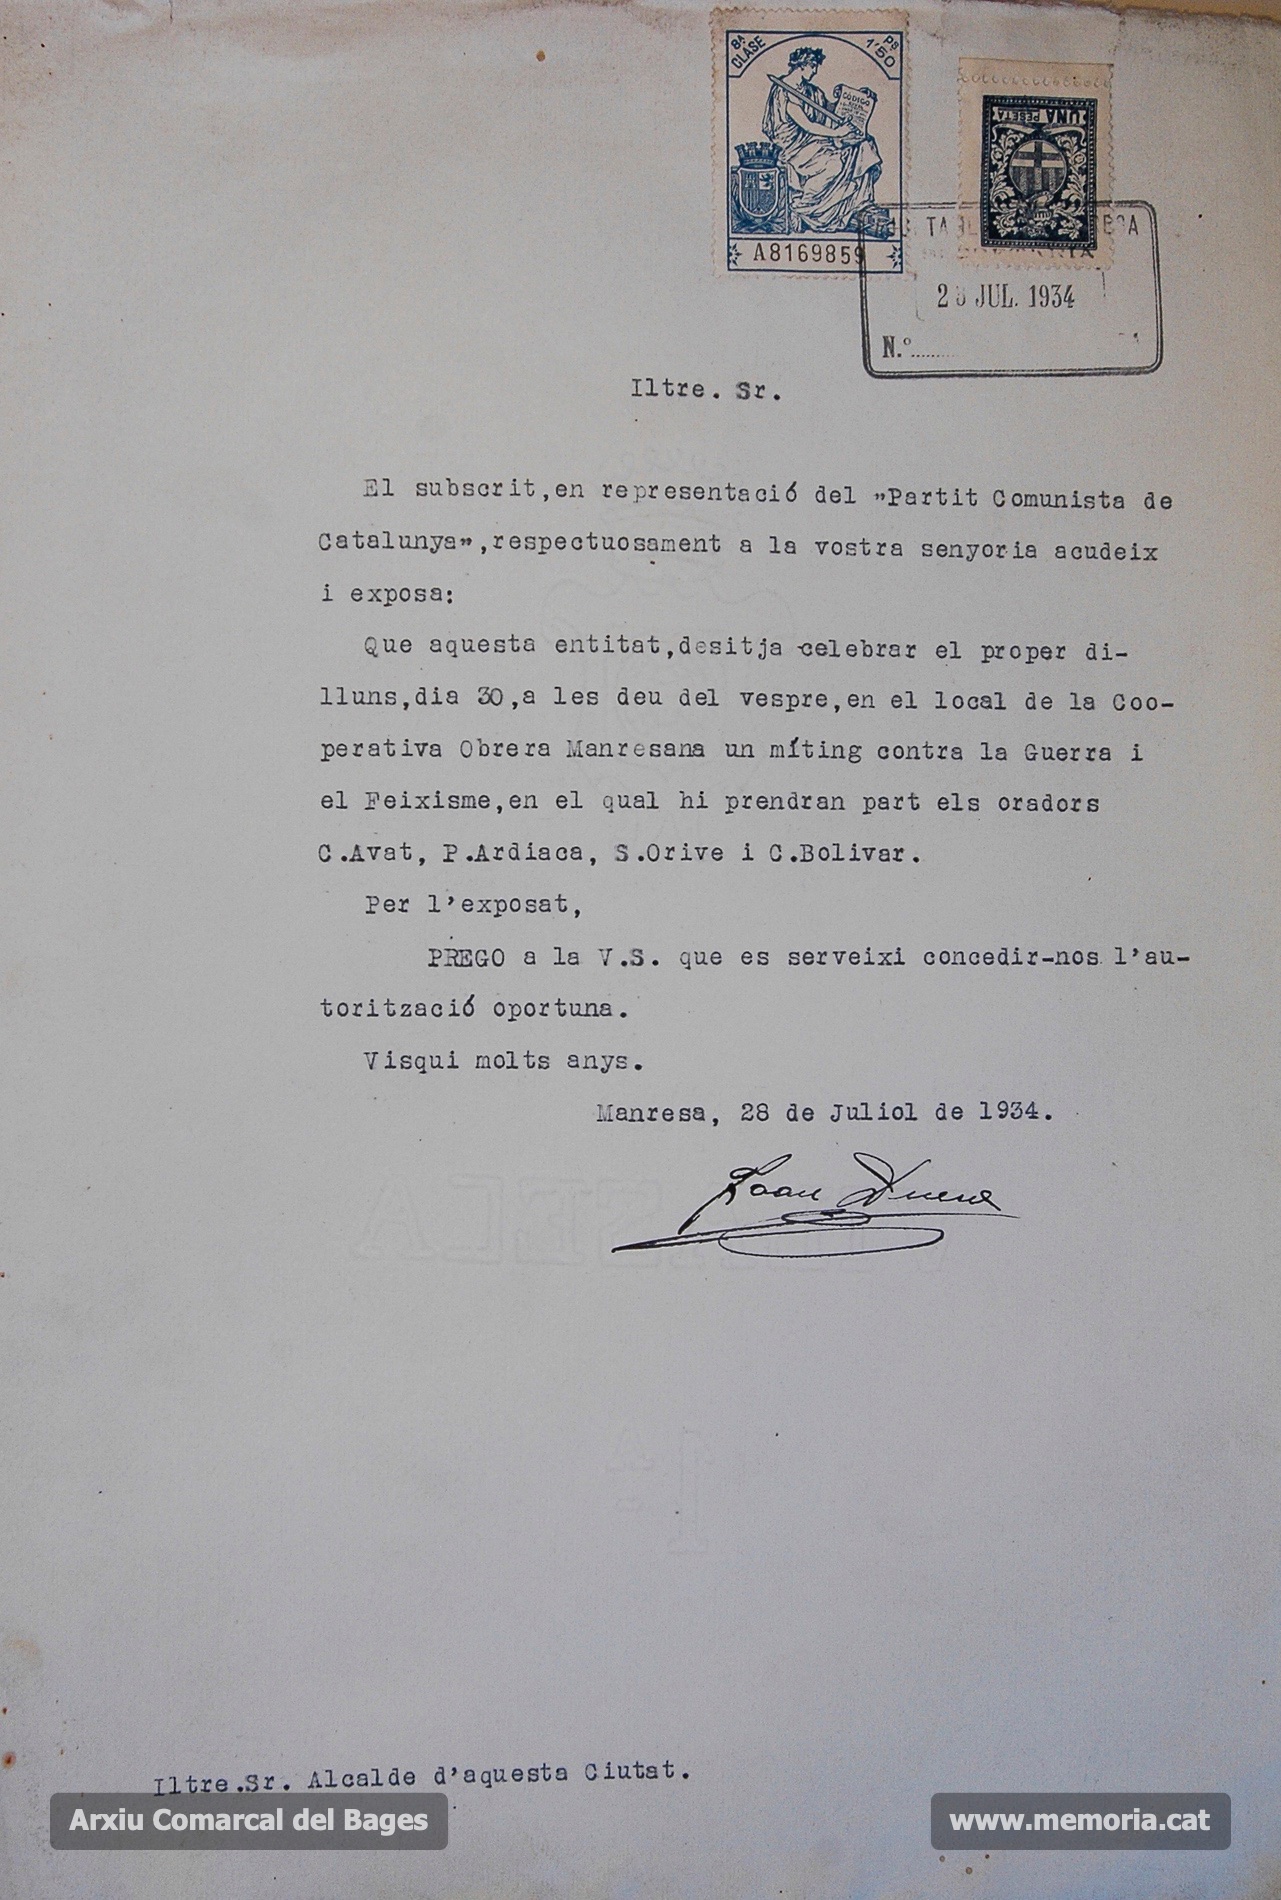 8ª CLASE
Ps 1'50
CÓDIGO
UNA PESETA
A8169859
JUL. 1934
N.º
Iltre. Sr.
El subscrit,en representació del "Partit Comunista de
Catalunya",respectuosament a la vostra senyoria acudeix
i exposa:
Que aquesta entitat,desitja celebrar el proper di-
lluns,dia 30,a les deu del vespre,en el local de la Coo-
perativa Obrera Manresana un míting contra la Guerra i
el Feixisme,en el qual hi prendran part els oradors
C.Avat, P.Ardiaca, S.Orive i C.Bolivar.
Per l'exposat,
PREGO a la V.S. que es serveixi concedir-nos l'au-
torització oportuna.
Visqui molts anys.
Manresa, 28 de Juliol de 1934.
Iltre.Sr. Alcalde d'aquesta Ciutat.
Arxiu Comarcal del Bages
www.memoria.cat